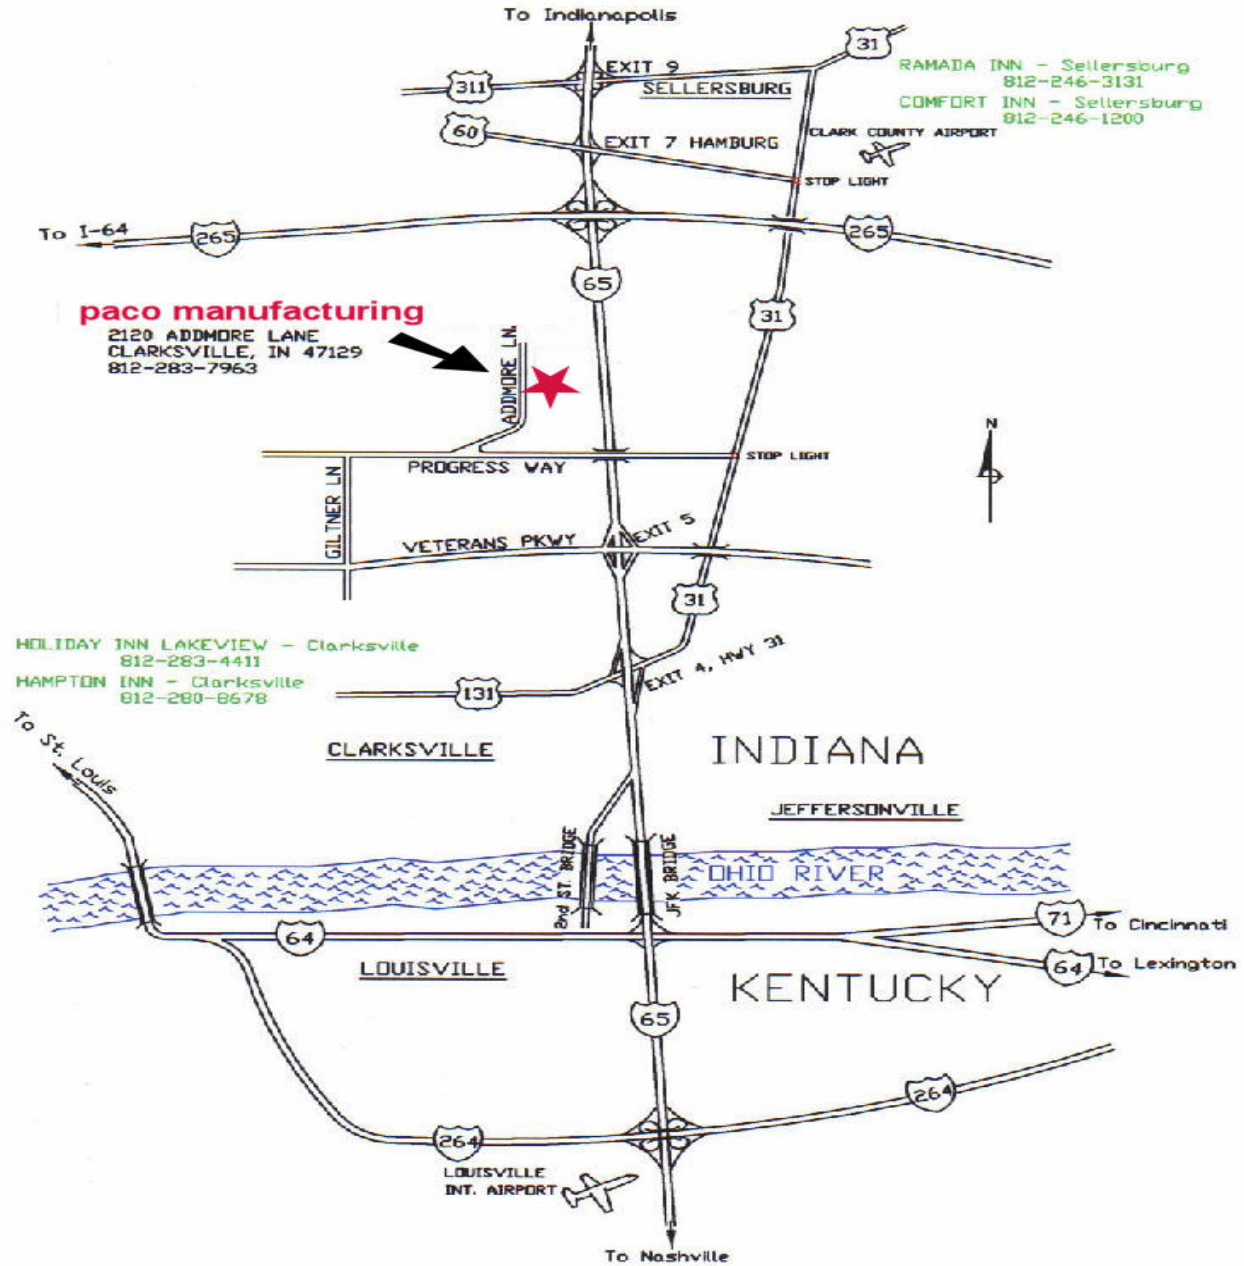 To Indianapolis
31
EXIT 9
311
SELLERSBURG
RAMADA INN - Sellersburg
812-246-3131
COMFORT INN - Sellersburg
812-246-1200
60
EXIT 7 HAMBURG
CLARK COUNTY AIRPORT
STOP LIGHT
To I-64
265
265
65
31
paco manufacturing
2120 ADDMORE LANE
CLARKSVILLE, IN 47129
812-283-7963
ADDMORE LN.
N
PROGRESS WAY
STOP LIGHT
GILTNER LN
VETERANS PKWY
EXIT 5
31
HOLIDAY INN LAKEVIEW - Clarksville
812-283-4411
HAMPTON INN - Clarksville
812-280-8678
131
EXIT 4, HWY 31
To St. Louis
CLARKSVILLE
INDIANA
JEFFERSONVILLE
2nd ST. BRIDGE
JFK BRIDGE
OHIO RIVER
71
To Cincinnati
64
LOUISVILLE
64
To Lexington
KENTUCKY
65
264
264
LOUISVILLE
INT. AIRPORT
To Nashville